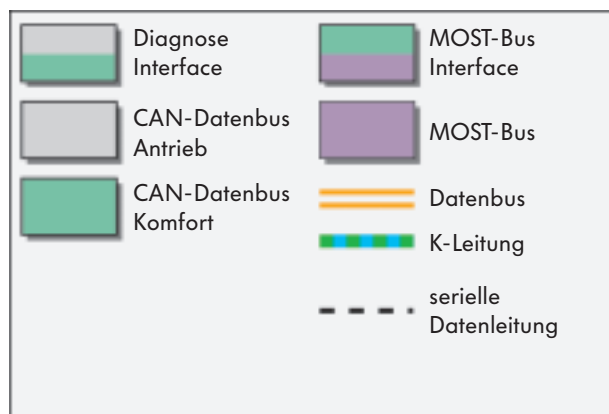 Diagnose
Interface
CAN-Datenbus
Antrieb
CAN-Datenbus
Komfort
MOST-Bus
Interface
MOST-Bus
Datenbus
K-Leitung
serielle
Datenleitung